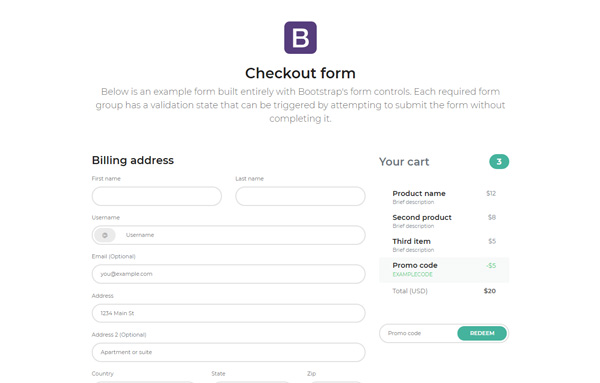 B
Checkout form
Below is an example form built entirely with Bootstrap's form controls. Each required form
group has a validation state that can be triggered by attempting to submit the form without
completing it.
Billing address
First name
Last name
Username
@
Username
Email (Optional)
you@example.com
Address
1234 Main St
Address 2 (Optional)
Apartment or suite
Country
State
Zip
Your cart
3
Product name
$12
Brief description
Second product
$8
Brief description
Third item
$5
Brief description
Promo code
-$5
EXAMPLECODE
Total (USD)
$20
Promo code
REDEEM